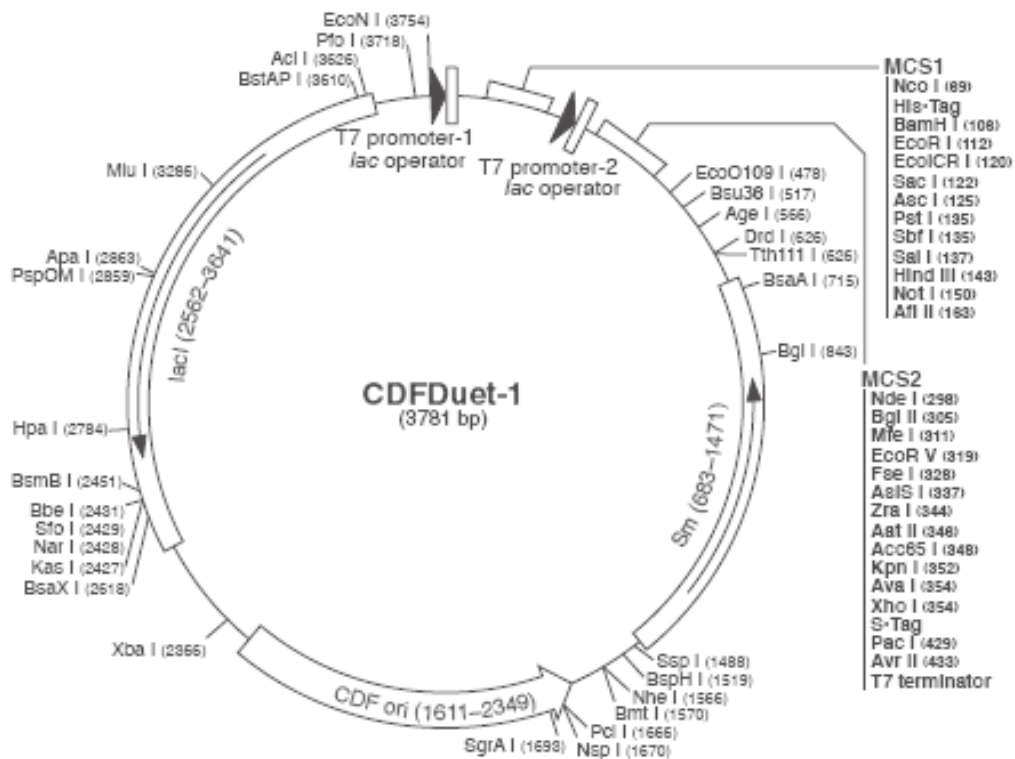 EcoN I (3754)
Pfo I (3718)
Acl I (3526)
BstAP I (3510)
T7 promoter-1
lac operator
T7 promoter-2
lac operator
MCS1
Nco I (69)
His•Tag
BamH I (106)
EcoR I (112)
EcoICR I (120)
Sac I (122)
Asc I (125)
Pst I (135)
Sbf I (135)
Sal I (137)
Hind III (143)
Not I (150)
Afl II (163)
EcoO109 I (478)
Bsu36 I (517)
Age I (566)
Drd I (626)
Tth111 I (626)
BsaA I (715)
Bgl I (843)
MCS2
Nde I (298)
Bgl II (305)
Mfe I (311)
EcoR V (319)
Fse I (328)
AsiS I (337)
Zra I (344)
Aat II (346)
Acc65 I (348)
Kpn I (352)
Ava I (354)
Xho I (354)
S•Tag
Pac I (429)
Avr II (433)
T7 terminator
Mlu I (3286)
Apa I (2863)
PspOM I (2859)
lacI (2562–3641)
CDFDuet-1
(3781 bp)
Sm (683–1471)
Hpa I (2784)
BsmB I (2451)
Bbe I (2431)
Sfo I (2429)
Nar I (2428)
Kas I (2427)
BsaX I (2518)
Xba I (2366)
CDF ori (1611–2349)
Ssp I (1488)
BspH I (1519)
Nhe I (1566)
Bmt I (1570)
Pci I (1666)
Nsp I (1670)
SgrA I (1693)